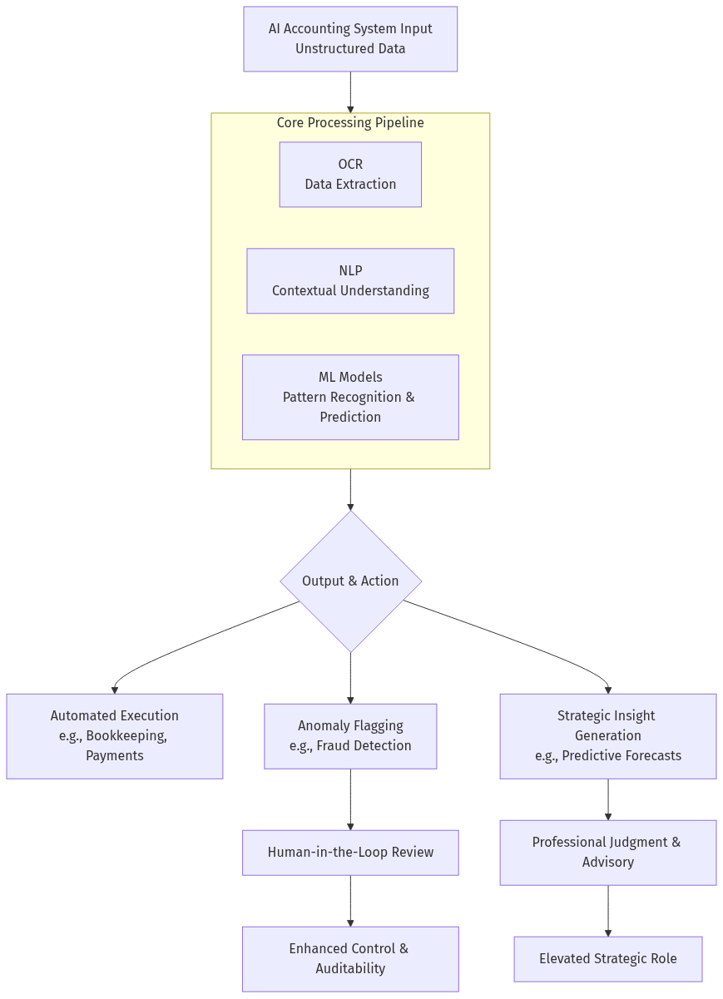 AI Accounting System Input
Unstructured Data
Core Processing Pipeline
OCR
Data Extraction
NLP
Contextual Understanding
ML Models
Pattern Recognition &
Prediction
Output & Action
Automated Execution
e.g., Bookkeeping,
Payments
Anomaly Flagging
e.g., Fraud Detection
Strategic Insight
Generation
e.g., Predictive Forecasts
Human-in-the-Loop Review
Professional Judgment &
Advisory
Enhanced Control &
Auditability
Elevated Strategic Role